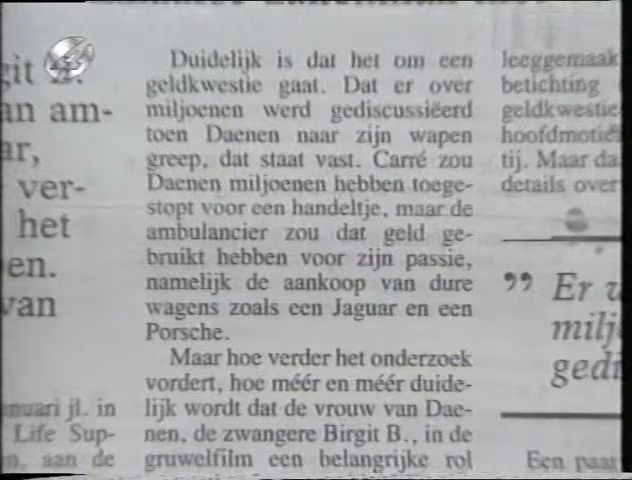 git
an am-
ar,
ver-
het
en.
van
nuari jl. in
Life Sup-
aan de
Duidelijk is dat het om een
geldkwestie gaat. Dat er over
miljoenen werd gediscussiëerd
toen Daenen naar zijn wapen
greep, dat staat vast. Carré zou
Daenen miljoenen hebben toege-
stopt voor een handeltje, maar de
ambulancier zou dat geld ge-
bruikt hebben voor zijn passie,
namelijk de aankoop van dure
wagens zoals een Jaguar en een
Porsche.
Maar hoe verder het onderzoek
vordert, hoe méér en méér duide-
lijk wordt dat de vrouw van Dae-
nen, de zwangere Birgit B., in de
gruwelfilm een belangrijke rol
leeggemaak
betichting
geldkwestie
hoofdmotie
tij. Maar da
details over
” Er
milj
gedi
Een paar